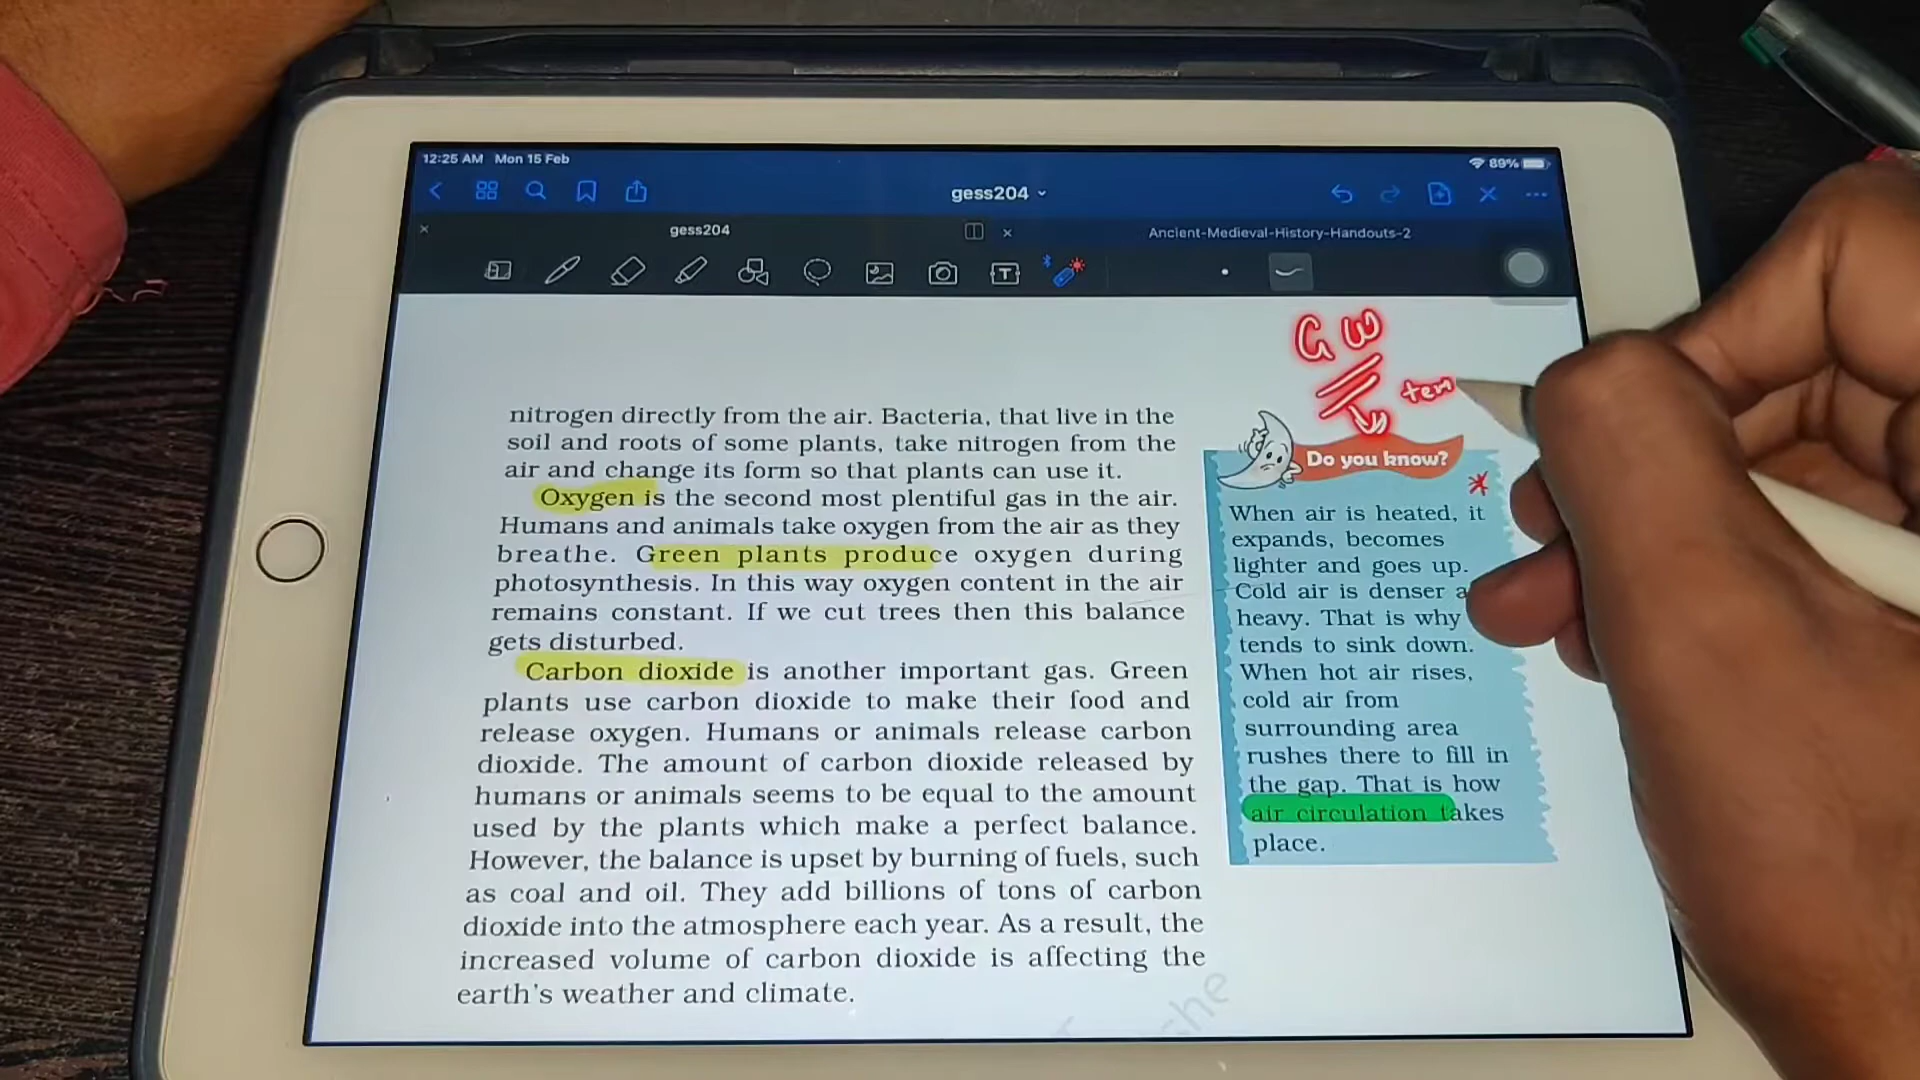 12:25 AM Mon 15 Feb
89%
gess204
gess204
Ancient-Medieval-History-Handouts-2
T
G W
tem
nitrogen directly from the air. Bacteria, that live in the
soil and roots of some plants, take nitrogen from the
air and change its form so that plants can use it.
Oxygen is the second most plentiful gas in the air.
Humans and animals take oxygen from the air as they
breathe. Green plants produce oxygen during
photosynthesis. In this way oxygen content in the air
remains constant. If we cut trees then this balance
gets disturbed.
Carbon dioxide is another important gas. Green
plants use carbon dioxide to make their food and
release oxygen. Humans or animals release carbon
dioxide. The amount of carbon dioxide released by
humans or animals seems to be equal to the amount
used by the plants which make a perfect balance.
However, the balance is upset by burning of fuels, such
as coal and oil. They add billions of tons of carbon
dioxide into the atmosphere each year. As a result, the
increased volume of carbon dioxide is affecting the
earth's weather and climate.
Do you know?
When air is heated, it
expands, becomes
lighter and goes up.
Cold air is denser a
heavy. That is why
tends to sink down.
When hot air rises,
cold air from
surrounding area
rushes there to fill in
the gap. That is how
air circulation takes
place.